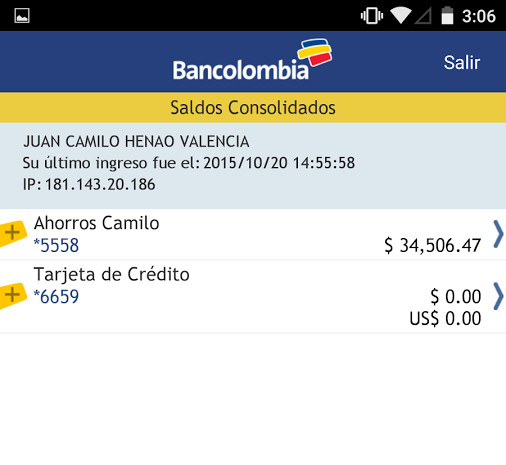 3:06
Bancolombia
Salir
Saldos Consolidados
JUAN CAMILO HENAO VALENCIA
Su último ingreso fue el: 2015/10/20 14:55:58
IP: 181.143.20.186
Ahorros Camilo
*5558 $ 34,506.47
Tarjeta de Crédito
*6659 $ 0.00
US$ 0.00